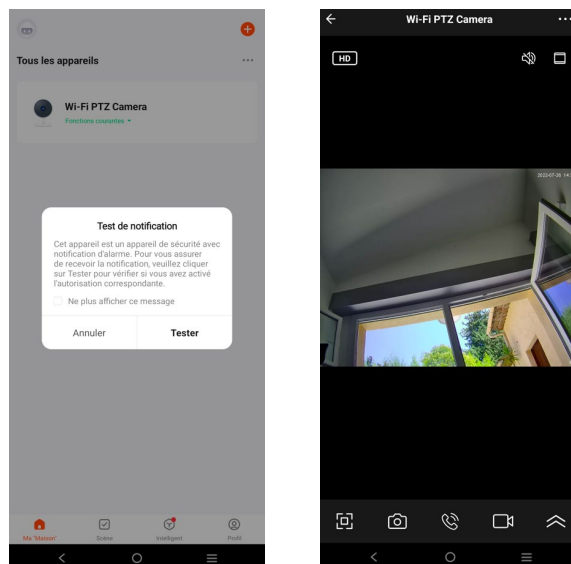 Tous les appareils
Wi-Fi PTZ Camera
Fonctions courantes
Test de notification
Cet appareil est un appareil de sécurité avec
notification d'alarme. Pour vous assurer
de recevoir la notification, veuillez cliquer
sur Tester pour vérifier si vous avez activé
l'autorisation correspondante.
Ne plus afficher ce message
Annuler
Tester
Ma "Maison"
Scène
Intelligent
Profil
Wi-Fi PTZ Camera
HD
2022-07-26